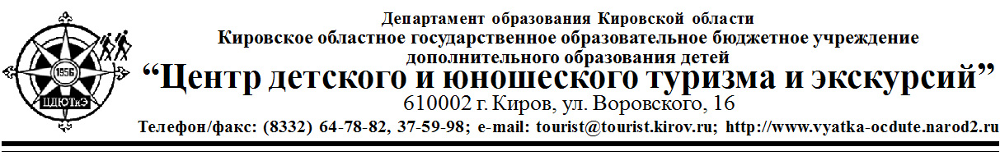 Департамент образования Кировской области
Кировское областное государственное образовательное бюджетное учреждение
дополнительного образования детей
“Центр детского и юношеского туризма и экскурсий”
610002 г. Киров, ул. Воровского, 16
Телефон/факс: (8332) 64-78-82, 37-59-98; e-mail: tourist@tourist.kirov.ru; http://www.vyatka-ocdute.narod2.ru
1956
ЦДЮТиЭ